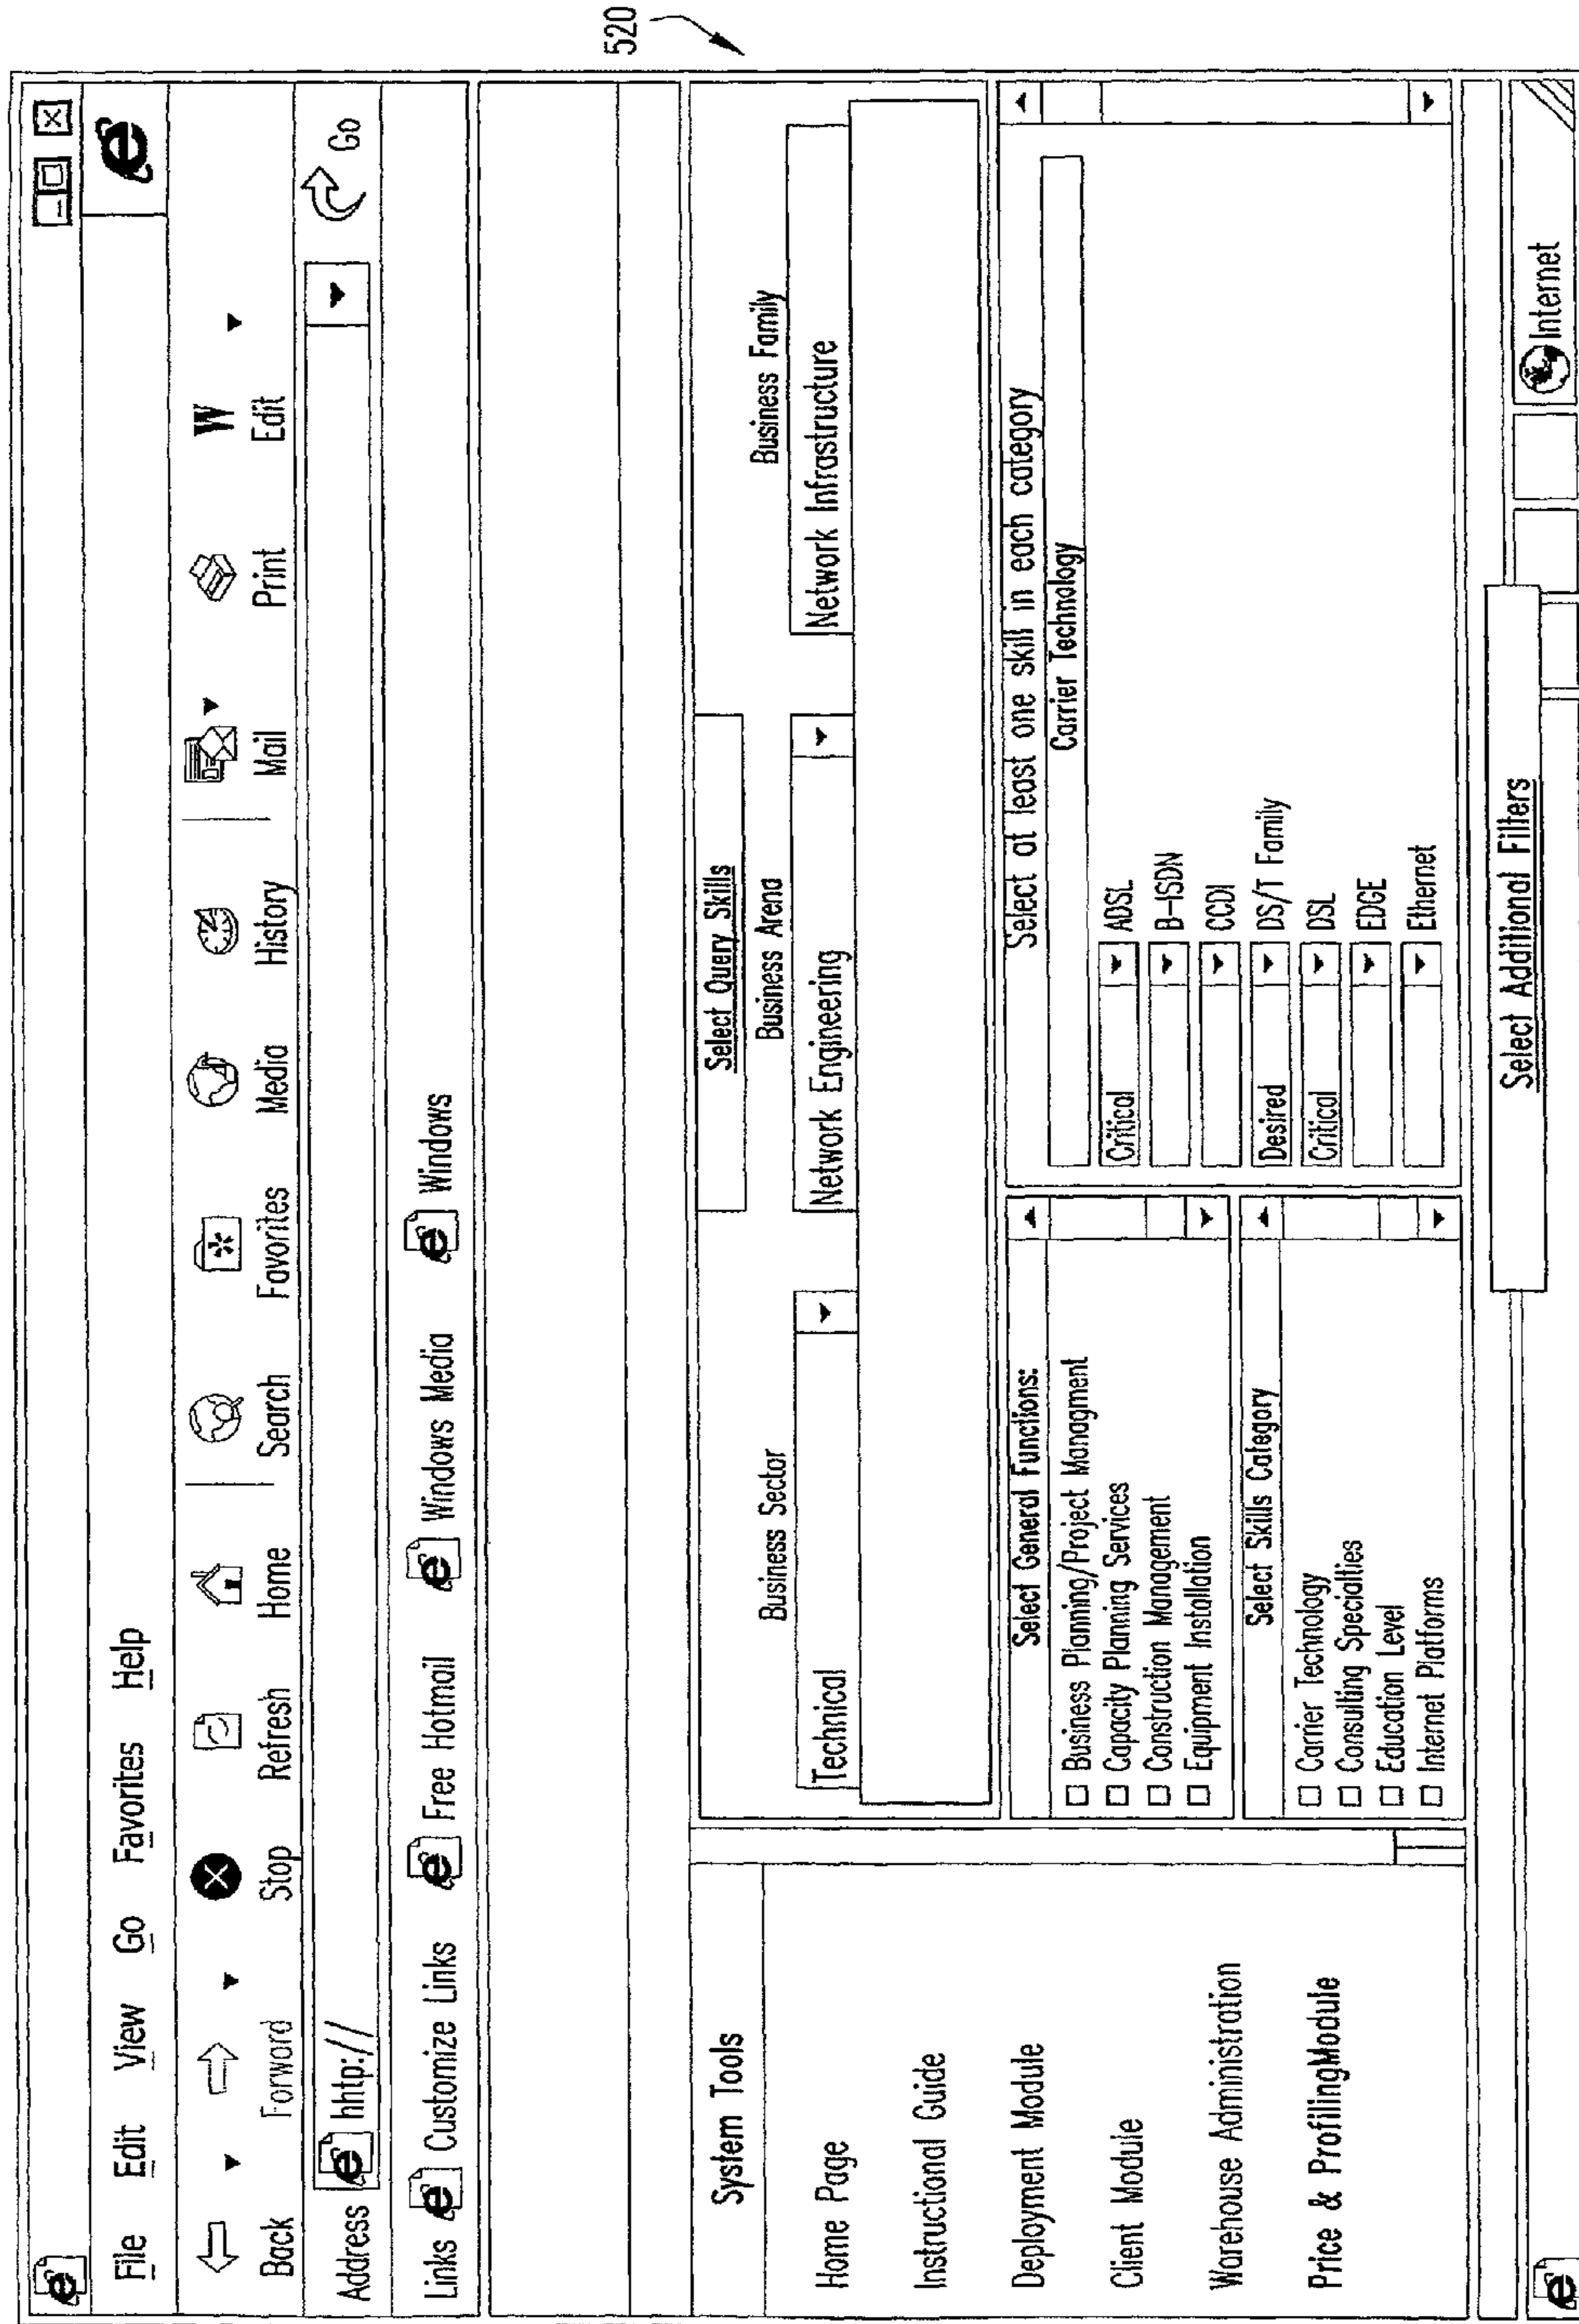 520
File Edit View Go Favorites Help
Back Forward Stop Refresh Home Search Favorites Media History Mail Print Edit
Address hhtp:// Go
Links Customize Links Free Hotmail Windows Media Windows
System Tools
Home Page
Instructional Guide
Deployment Module
Client Module
Warehouse Administration
Price & ProfillingModule
Select Query Skills
Business Sector Business Arena Business Family
Technical Network Engineering Network Infrastructure
Select General Functions:
Business Planning/Project Managment
Capacity Planning Services
Construction Management
Equipment Installation
Select Skills Category
Carrier Technology
Consulting Specialties
Education Level
Internet Platforms
Select at least one skill in each category
Carrier Technology
Critical ADSL
B-ISDN
CCDI
Desired DS/T Family
Critical DSL
EDGE
Ethernet
Select Additional Filters
Internet